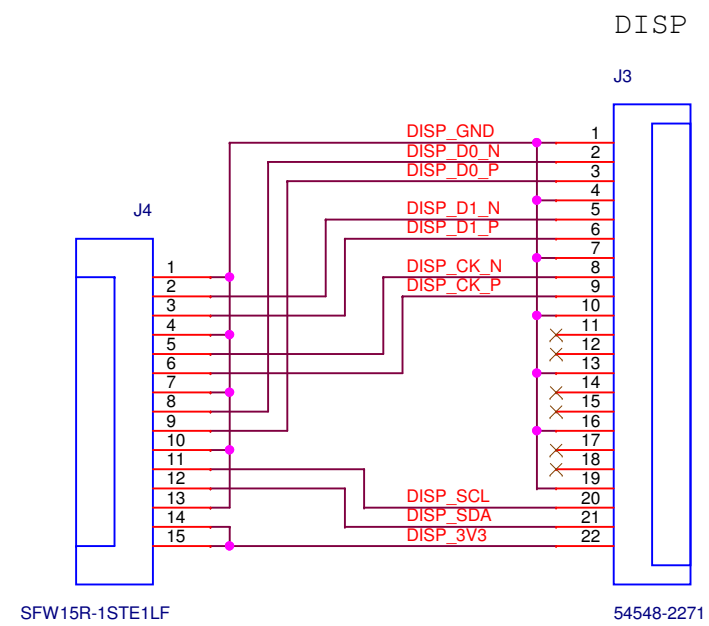 DISP
J3
DISP_GND
DISP_D0_N
DISP_D0_P
DISP_D1_N
DISP_D1_P
DISP_CK_N
DISP_CK_P
DISP_SCL
DISP_SDA
DISP_3V3
1
2
3
4
5
6
7
8
9
10
11
12
13
14
15
16
17
18
19
20
21
22
54548-2271
J4
1
2
3
4
5
6
7
8
9
10
11
12
13
14
15
SFW15R-1STE1LF